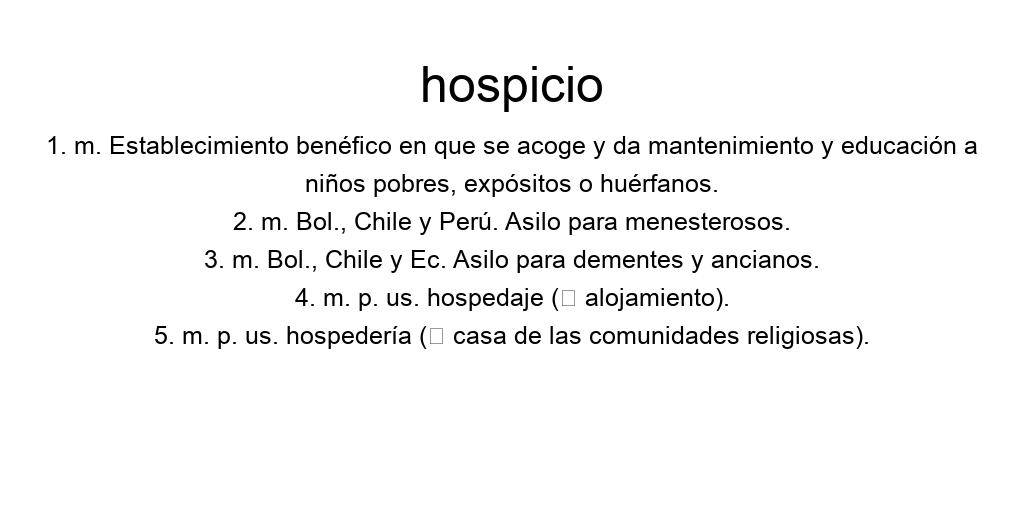 hospicio
1. m. Establecimiento benéfico en que se acoge y da mantenimiento y educación a
niños pobres, expósitos o huérfanos.
2. m. Bol., Chile y Perú. Asilo para menesterosos.
3. m. Bol., Chile y Ec. Asilo para dementes y ancianos.
4. m. p. us. hospedaje (□ alojamiento).
5. m. p. us. hospedería (□ casa de las comunidades religiosas).